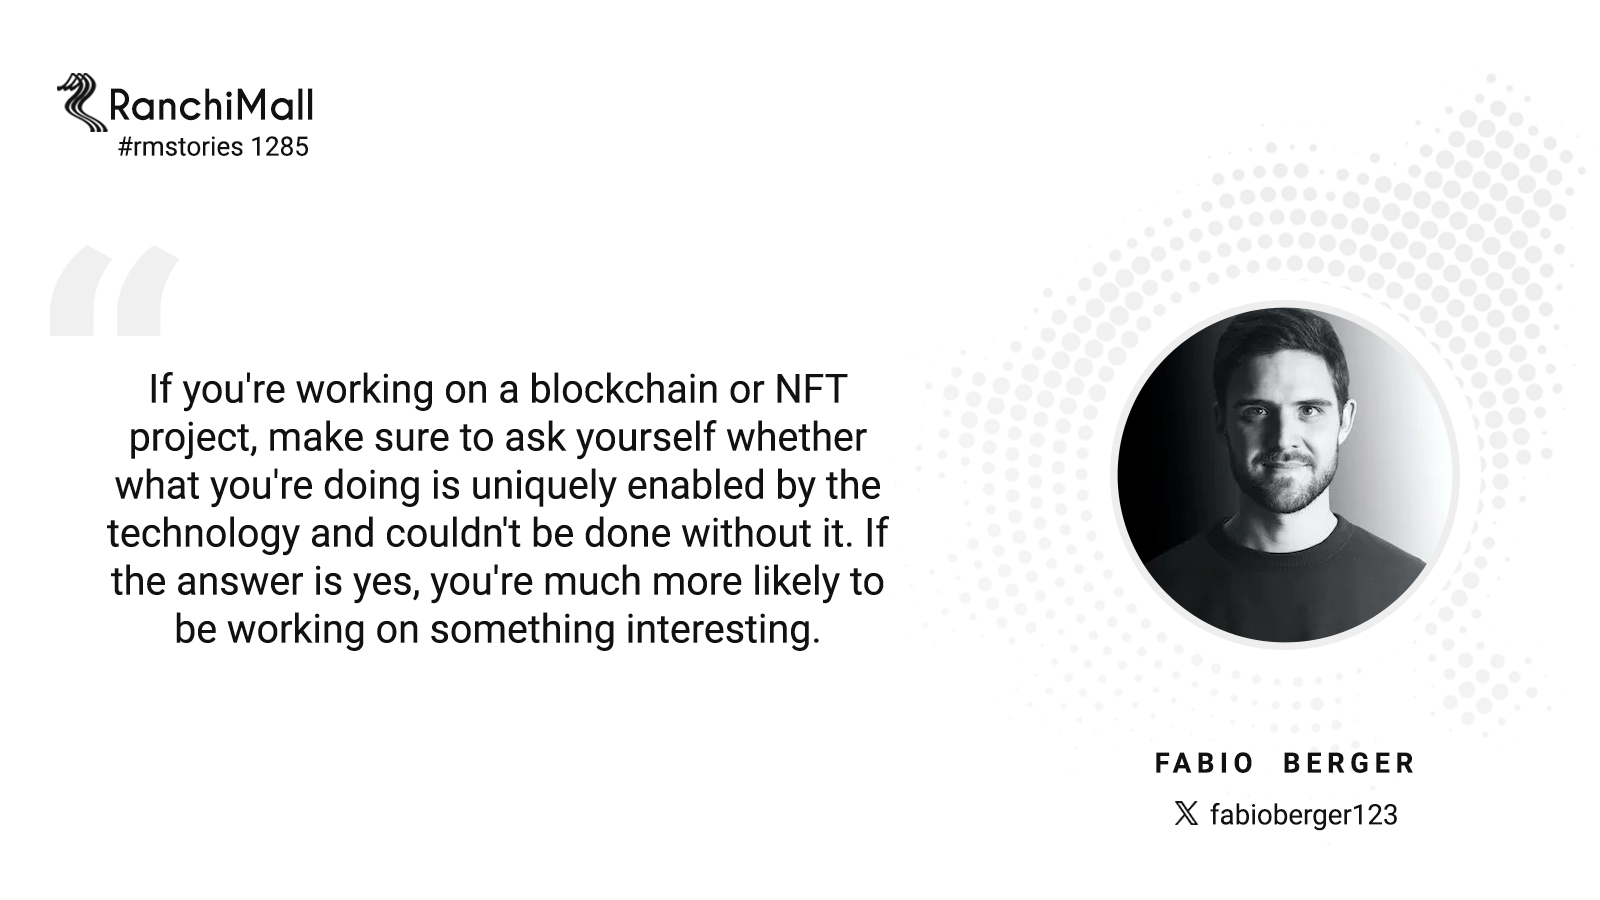 RanchiMall
#rmstories 1285
“
If you're working on a blockchain or NFT
project, make sure to ask yourself whether
what you're doing is uniquely enabled by the
technology and couldn't be done without it. If
the answer is yes, you're much more likely to
be working on something interesting.
FABIO BERGER
𝕏 fabioberger123